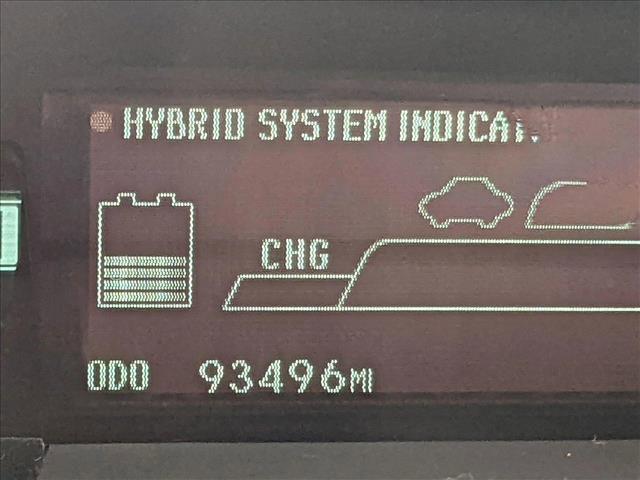 HYBRID SYSTEM INDICAT
CHG
ODO 93496MI